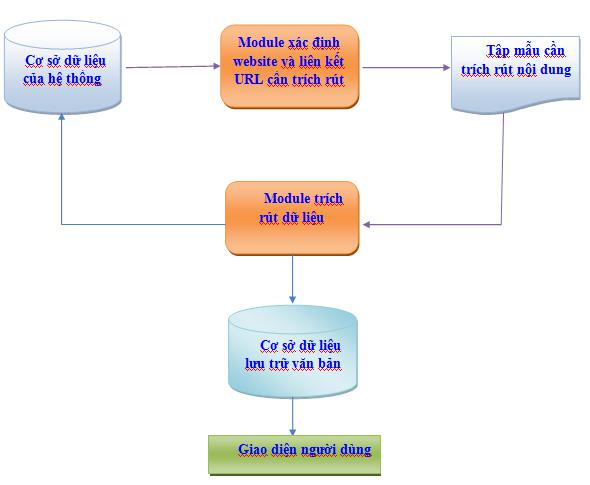 Cơ sở dữ liệu
của hệ thống
Module xác định
website và liên kết
URL cần trích rút
Tập mẫu cần
trích rút nội dung
Module trích
rút dữ liệu
Cơ sở dữ liệu
lưu trữ văn bản
Giao diện người dùng